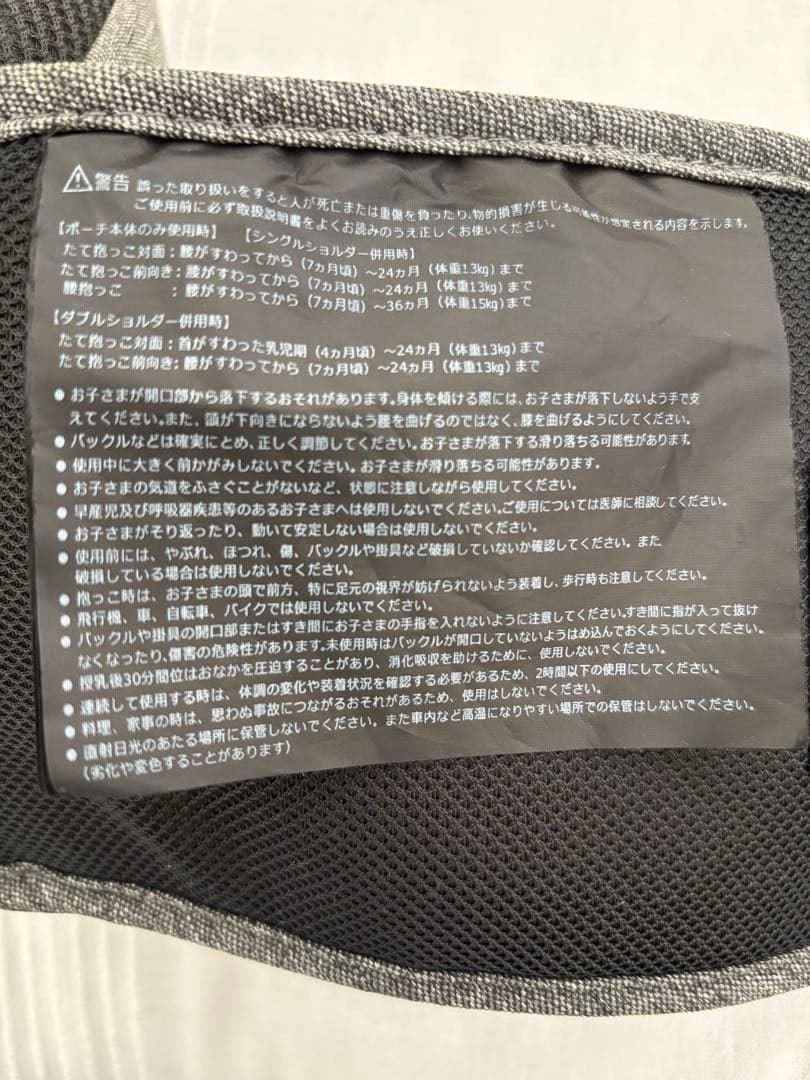 ⚠警告 誤った取り扱いをすると人が死亡または重傷を負ったり、物的損害が生じる可能性が想定される内容を示します。
ご使用前に必ず取扱説明書をよくお読みのうえ正しくお使いください。
【ポーチ本体のみ使用時】 【シングルショルダー併用時】
たて抱っこ対面：腰がすわってから（7ヵ月頃）～24ヵ月（体重13kg）まで
たて抱っこ前向き：腰がすわってから（7ヵ月頃）～24ヵ月（体重13kg）まで
腰抱っこ ：腰がすわってから（7ヵ月頃）～36ヵ月（体重15kg）まで
【ダブルショルダー併用時】
たて抱っこ対面：首がすわった乳児期（4ヵ月頃）～24ヵ月（体重13kg）まで
たて抱っこ前向き：腰がすわってから（7ヵ月頃）～24ヵ月（体重13kg）まで
● お子さまが開口部から落下するおそれがあります。身体を傾ける際には、お子さまが落下しないよう手で支
えてください。また、頭が下向きにならないよう腰を曲げるのではなく、膝を曲げるようにしてください。
● バックルなどは確実にとめ、正しく調節してください。お子さまが落下する滑り落ちる可能性があります。
● 使用中に大きく前かがみしないでください。お子さまが滑り落ちる可能性があります。
● お子さまの気道をふさぐことがないなど、状態に注意しながら使用してください。
● 早産児及び呼吸器疾患等のあるお子さまへは使用しないでください。ご使用については医師に相談してください。
● お子さまがそり返ったり、動いて安定しない場合は使用しないでください。
● 使用前には、やぶれ、ほつれ、傷、バックルや掛具など破損していないか確認してください。また、
破損している場合は使用しないでください。
● 抱っこ時は、お子さまの頭で前方、特に足元の視界が妨げられないよう装着し、歩行時も注意してください。
● 飛行機、車、自転車、バイクでは使用しないでください。
● バックルや掛具の開口部またはすき間にお子さまの手指を入れないように注意してください。すき間に指が入って抜け
なくなったり、傷害の危険性があります。未使用時はバックルが開口していないようはめ込んでおくようにしてください。
● 授乳後30分間位はおなかを圧迫することがあり、消化吸収を助けるために、使用しないでください。
● 連続して使用する時は、体調の変化や装着状況を確認する必要があるため、2時間以下の使用にしてください。
● 料理、家事の時は、思わぬ事故につながるおそれがあるため、使用はしないでください。
● 直射日光のあたる場所に保管しないでください。また車内など高温になりやすい場所での保管はしないでください。
（劣化や変色することがあります）